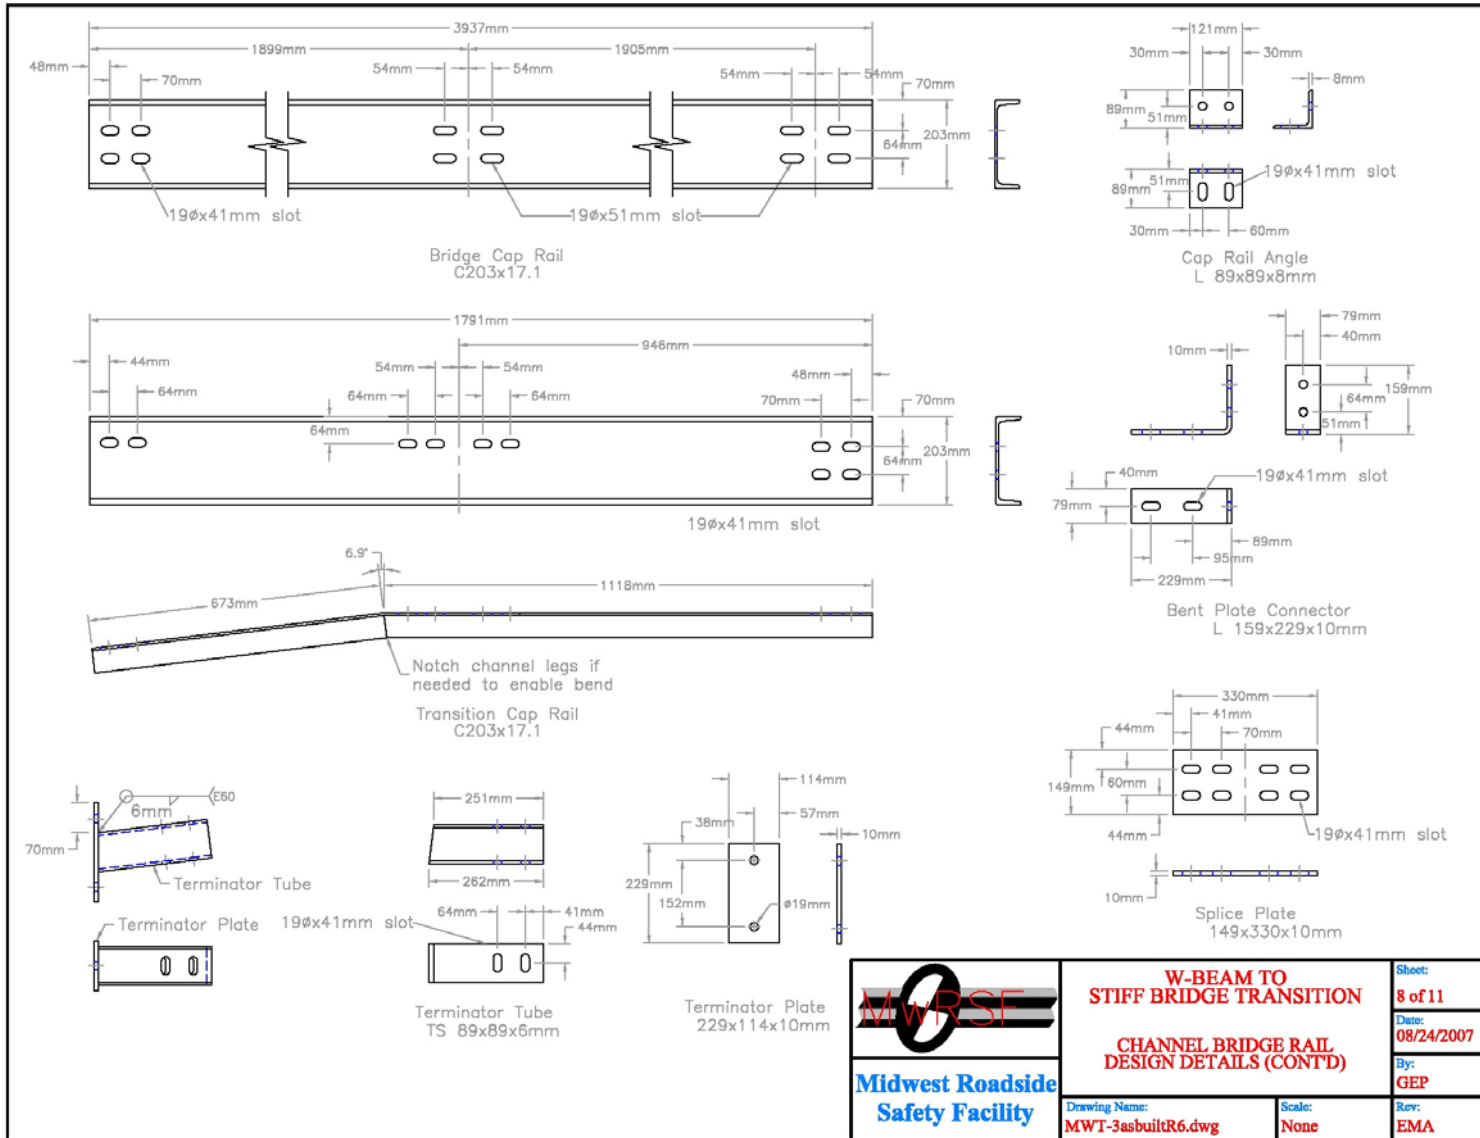 3937mm
1899mm
1905mm
48mm
70mm
54mm
54mm
54mm
54mm
70mm
203mm
64mm
19øx41mm slot
19øx51mm slot
Bridge Cap Rail
C203x17.1
121mm
30mm
30mm
8mm
89mm
51mm
89mm
51mm
19øx41mm slot
30mm
60mm
Cap Rail Angle
L 89x89x8mm
1791mm
946mm
44mm
64mm
54mm
54mm
64mm
64mm
64mm
48mm
70mm
70mm
203mm
64mm
19øx41mm slot
79mm
40mm
10mm
159mm
64mm
51mm
40mm
19øx41mm slot
79mm
89mm
95mm
229mm
Bent Plate Connector
L 159x229x10mm
6.9°
673mm
1118mm
Notch channel legs if
needed to enable bend
Transition Cap Rail
C203x17.1
330mm
41mm
44mm
70mm
149mm
60mm
44mm
19øx41mm slot
10mm
Splice Plate
149x330x10mm
6mm
E60
70mm
Terminator Tube
Terminator Plate
251mm
262mm
19øx41mm slot
64mm
41mm
44mm
Terminator Tube
TS 89x89x6mm
114mm
57mm
38mm
10mm
229mm
152mm
ø19mm
Terminator Plate
229x114x10mm
MwRSF
Midwest Roadside
Safety Facility
W-BEAM TO
STIFF BRIDGE TRANSITION
CHANNEL BRIDGE RAIL
DESIGN DETAILS (CONT'D)
Sheet:
8 of 11
Date:
08/24/2007
By:
GEP
Drawing Name:
MWT-3asbuiltR6.dwg
Scale:
None
Rev:
EMA